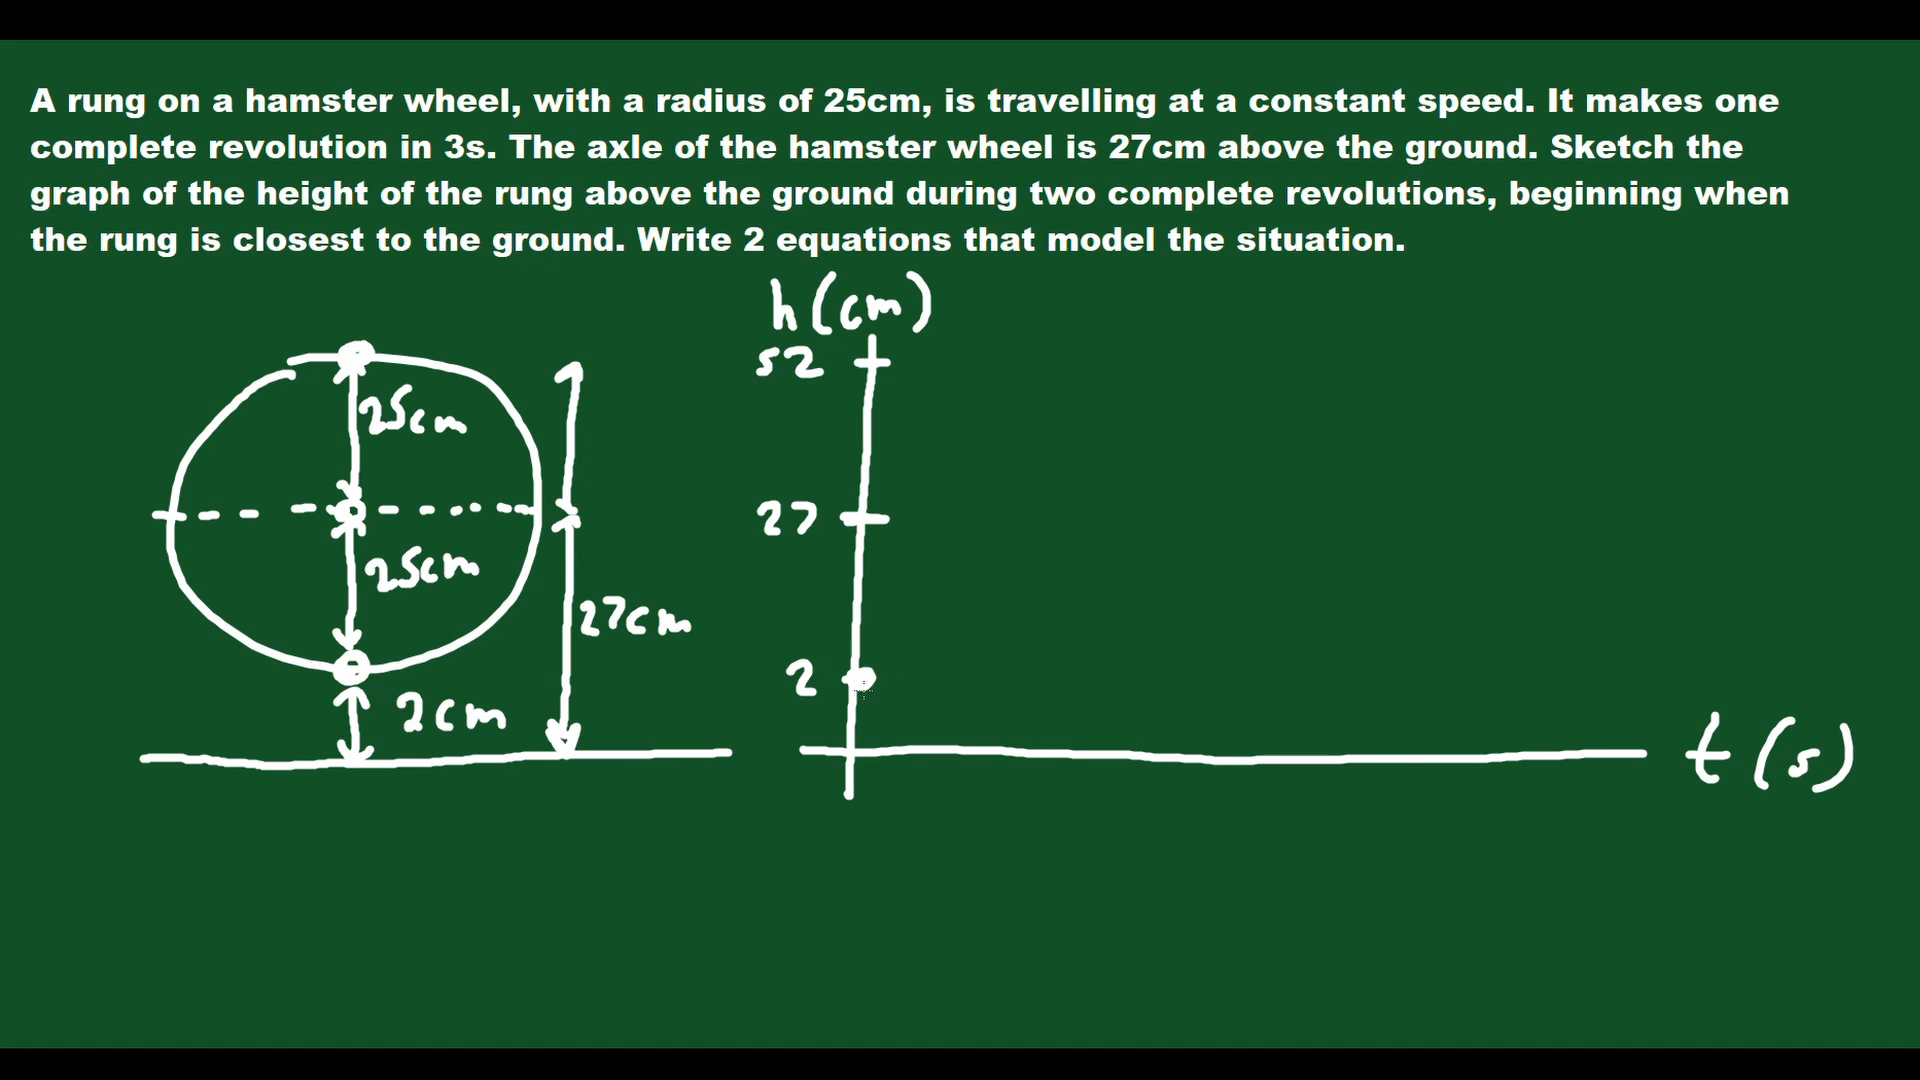 A rung on a hamster wheel, with a radius of 25cm, is travelling at a constant speed. It makes one
complete revolution in 3s. The axle of the hamster wheel is 27cm above the ground. Sketch the
graph of the height of the rung above the ground during two complete revolutions, beginning when
the rung is closest to the ground. Write 2 equations that model the situation.
h(cm)
52
25cm
27
25cm
27cm
2
2cm
t(s)